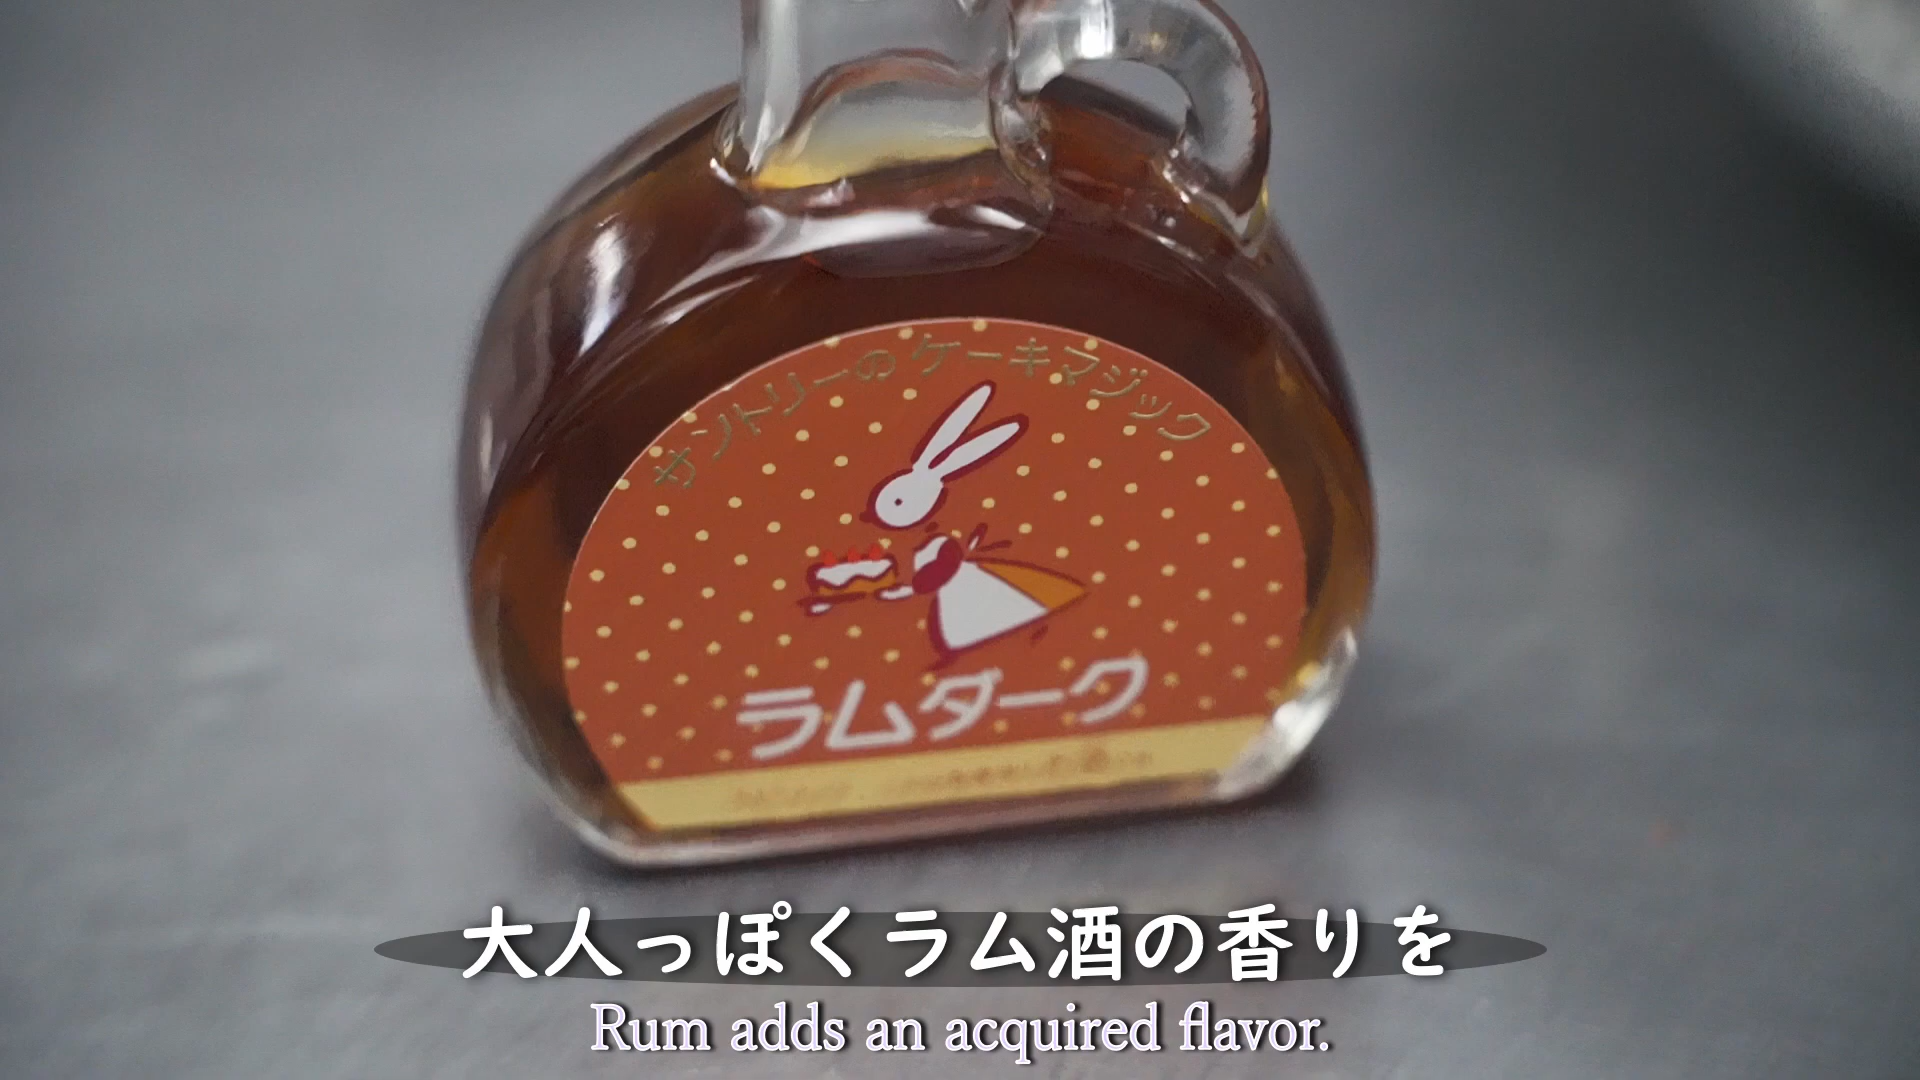 サントリーのケーキマジック
ラムダーク
大人っぽくラム酒の香りを
Rum adds an acquired flavor.